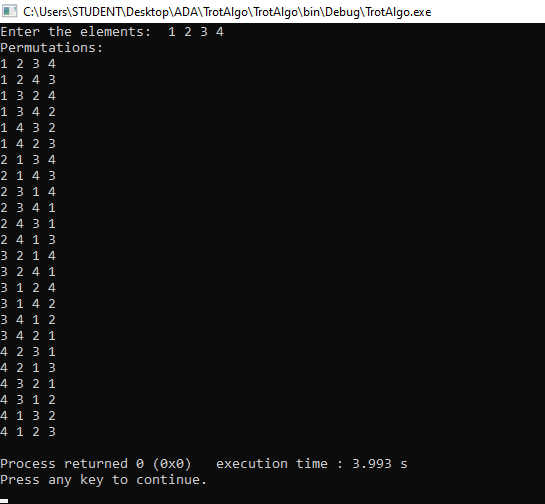 C:\Users\STUDENT\Desktop\ADA\TrotAlgo\TrotAlgo\bin\Debug\TrotAlgo.exe
Enter the elements:  1 2 3 4
Permutations:
1 2 3 4
1 2 4 3
1 3 2 4
1 3 4 2
1 4 3 2
1 4 2 3
2 1 3 4
2 1 4 3
2 3 1 4
2 3 4 1
2 4 3 1
2 4 1 3
3 2 1 4
3 2 4 1
3 1 2 4
3 1 4 2
3 4 1 2
3 4 2 1
4 2 3 1
4 2 1 3
4 3 2 1
4 3 1 2
4 1 3 2
4 1 2 3
Process returned 0 (0x0)   execution time : 3.993 s
Press any key to continue.